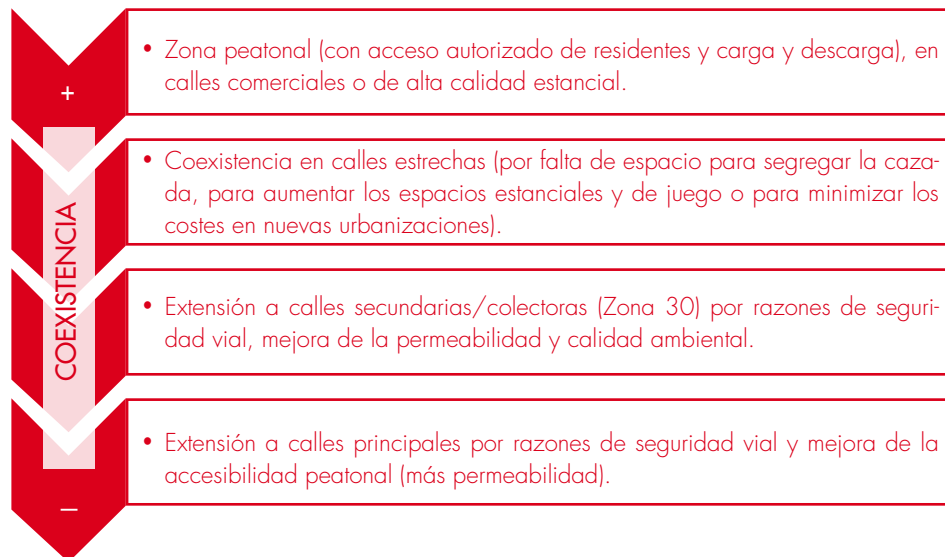 +
• Zona peatonal (con acceso autorizado de residentes y carga y descarga), en
calles comerciales o de alta calidad estancial.
COEXISTENCIA
• Coexistencia en calles estrechas (por falta de espacio para segregar la caza-
da, para aumentar los espacios estanciales y de juego o para minimizar los
costes en nuevas urbanizaciones).
• Extensión a calles secundarias/colectoras (Zona 30) por razones de seguri-
dad vial, mejora de la permeabilidad y calidad ambiental.
• Extensión a calles principales por razones de seguridad vial y mejora de la
accesibilidad peatonal (más permeabilidad).
–